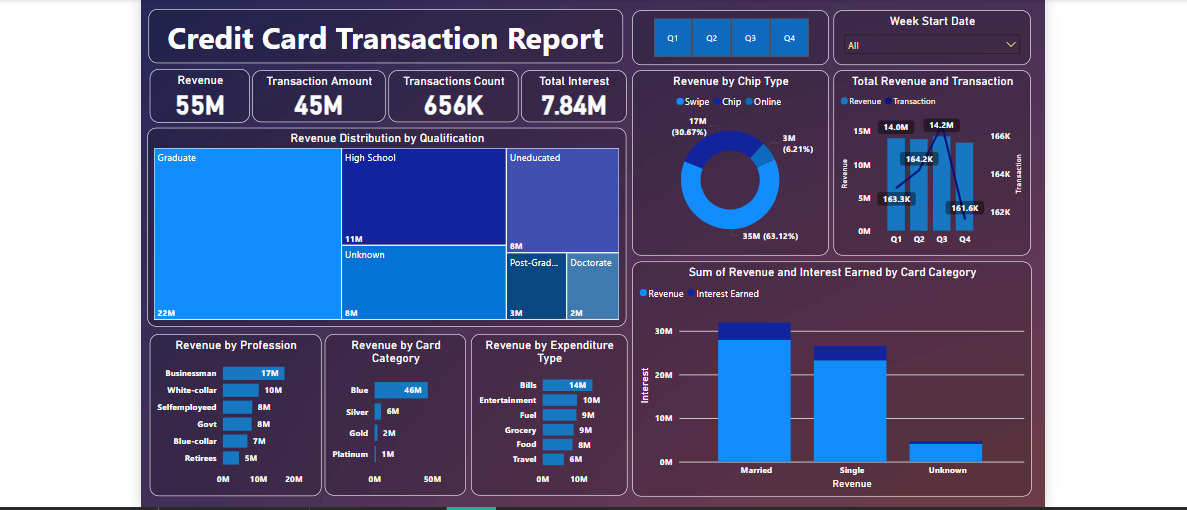 Credit Card Transaction Report
Q1
Q2
Q3
Q4
Week Start Date
All
Revenue
55M
Transaction Amount
45M
Transactions Count
656K
Total Interest
7.84M
Revenue Distribution by Qualification
Graduate
22M
High School
11M
Unknown
8M
Uneducated
8M
Post-Grad...
3M
Doctorate
2M
Revenue by Chip Type
Swipe
Chip
Online
17M
(30.67%)
3M
(6.21%)
35M (63.12%)
Total Revenue and Transaction
Revenue
Transaction
Revenue
15M
10M
5M
0M
14.0M
14.2M
164.2K
163.3K
161.6K
166K
164K
162K
Transaction
Q1
Q2
Q3
Q4
Revenue by Profession
Businessman
17M
White-collar
10M
Selfemployeed
8M
Govt
8M
Blue-collar
7M
Retirees
5M
0M
10M
20M
Revenue by Card
Category
Blue
46M
Silver
6M
Gold
2M
Platinum
1M
0M
50M
Revenue by Expenditure
Type
Bills
14M
Entertainment
10M
Fuel
9M
Grocery
9M
Food
8M
Travel
6M
0M
10M
Sum of Revenue and Interest Earned by Card Category
Revenue
Interest Earned
Interest
30M
20M
10M
0M
Married
Single
Unknown
Revenue